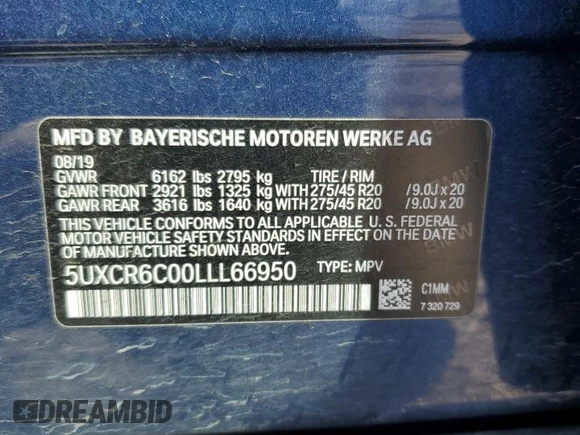 MFD BY BAYERISCHE MOTOREN WERKE AG
08/19
GVWR 6162 lbs 2795 kg TIRE / RIM
GAWR FRONT 2921 lbs 1325 kg WITH 275/45 R20 / 9.0J x 20
GAWR REAR 3616 lbs 1640 kg WITH 275/45 R20 / 9.0J x 20
THIS VEHICLE CONFORMS TO ALL APPLICABLE U. S. FEDERAL
MOTOR VEHICLE SAFETY STANDARDS IN EFFECT ON THE DATE
OF MANUFACTURE SHOWN ABOVE.
5UXCR6C00LLL66950 TYPE: MPV
C1MM
7 320 729
DREAMBID